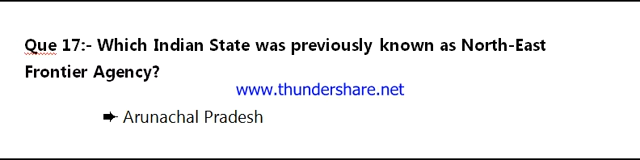 Que 17:- Which Indian State was previously known as North-East
Frontier Agency?
www.thundershare.net
➨ Arunachal Pradesh